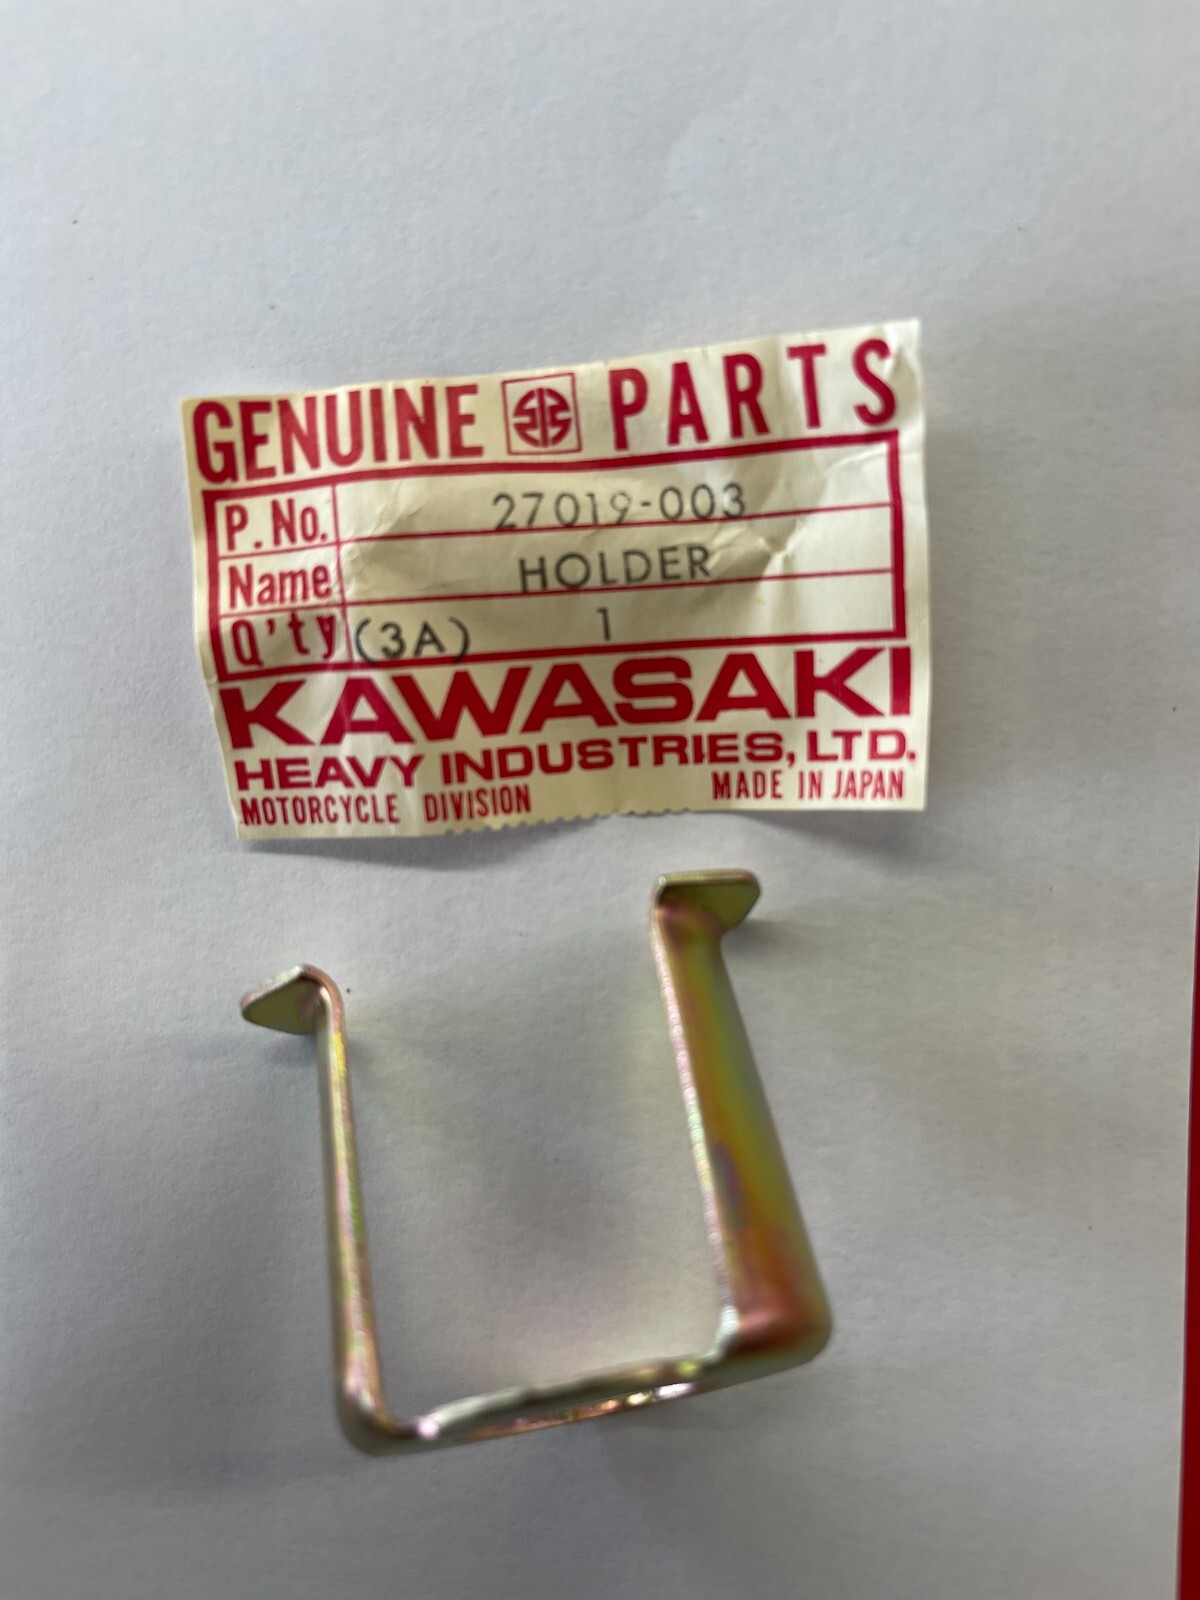 GENUINE PARTS
P. No. 27019-003
Name HOLDER
Q'ty (3A) 1
KAWASAKI
HEAVY INDUSTRIES, LTD.
MOTORCYCLE DIVISION MADE IN JAPAN